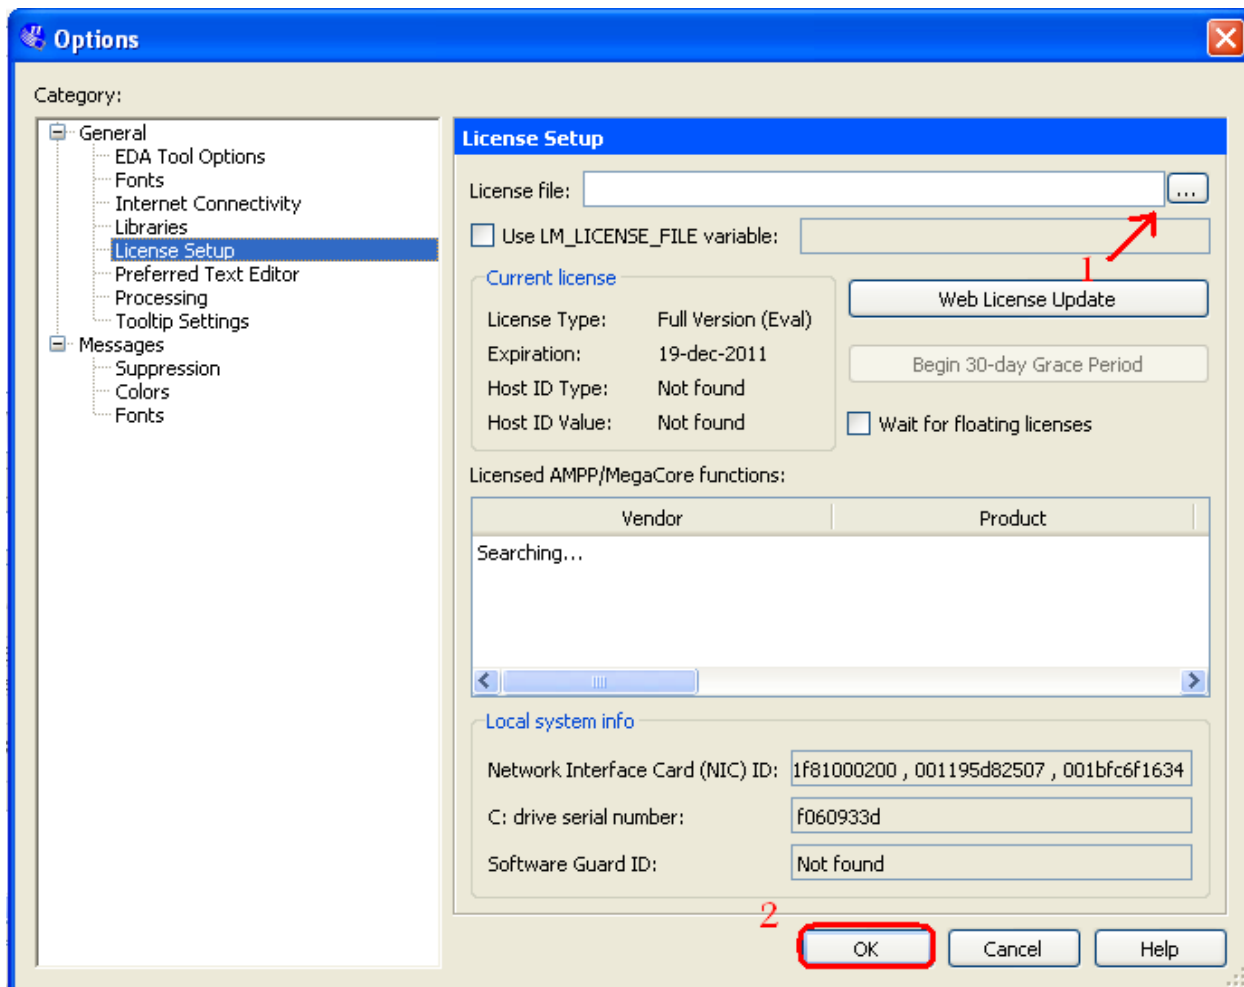 Options
Category:
General
EDA Tool Options
Fonts
Internet Connectivity
Libraries
License Setup
Preferred Text Editor
Processing
Tooltip Settings
Messages
Suppression
Colors
Fonts
License Setup
License file:
...
Use LM_LICENSE_FILE variable:
1
Current license
License Type: Full Version (Eval)
Expiration: 19-dec-2011
Host ID Type: Not found
Host ID Value: Not found
Web License Update
Begin 30-day Grace Period
Wait for floating licenses
Licensed AMPP/MegaCore functions:
Vendor Product
Searching...
Local system info
Network Interface Card (NIC) ID: 1f81000200 , 001195d82507 , 001bfc6f1634
C: drive serial number: f060933d
Software Guard ID: Not found
2
OK Cancel Help